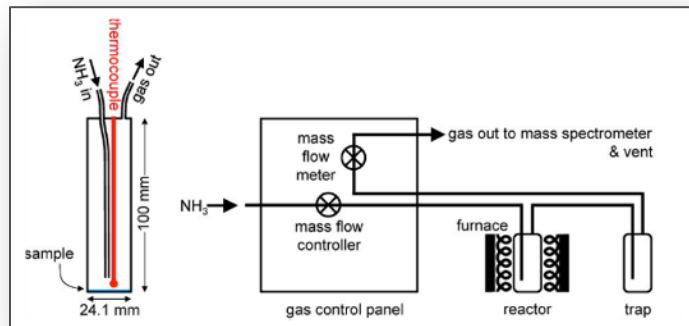 thermocouple
NH3 in
gas out
100 mm
sample
24.1 mm
gas out to mass spectrometer
& vent
mass
flow
meter
NH3
mass flow
controller
furnace
gas control panel
reactor
trap